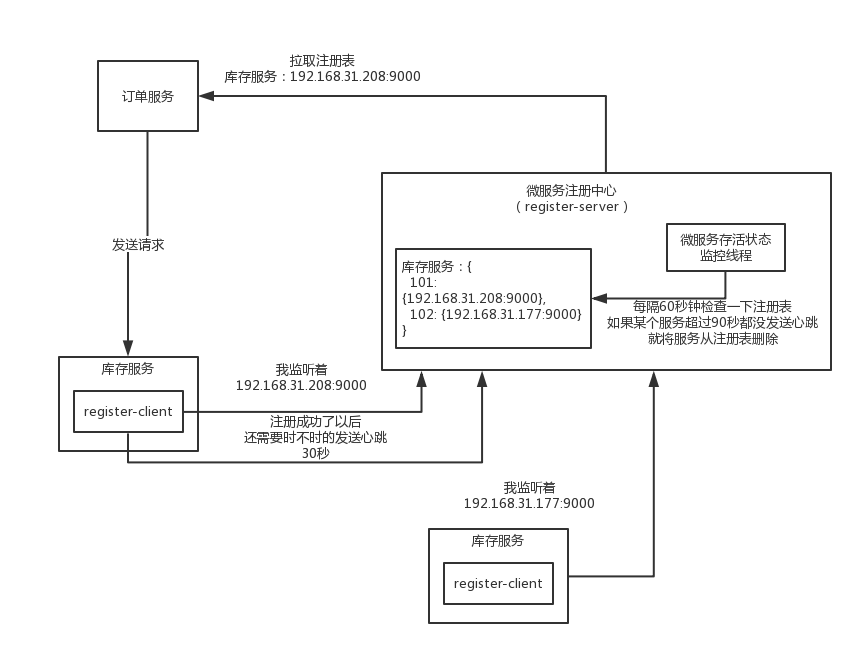 拉取注册表
库存服务：192.168.31.208:9000
订单服务
微服务注册中心
（register-server）
微服务存活状态
监控线程
库存服务：{
101:
{192.168.31.208:9000},
102: {192.168.31.177:9000}
}
每隔60秒钟检查一下注册表
如果某个服务超过90秒都没发送心跳
就将服务从注册表删除
发送请求
库存服务
register-client
我监听着
192.168.31.208:9000
注册成功了以后
还需要时不时的发送心跳
30秒
我监听着
192.168.31.177:9000
库存服务
register-client